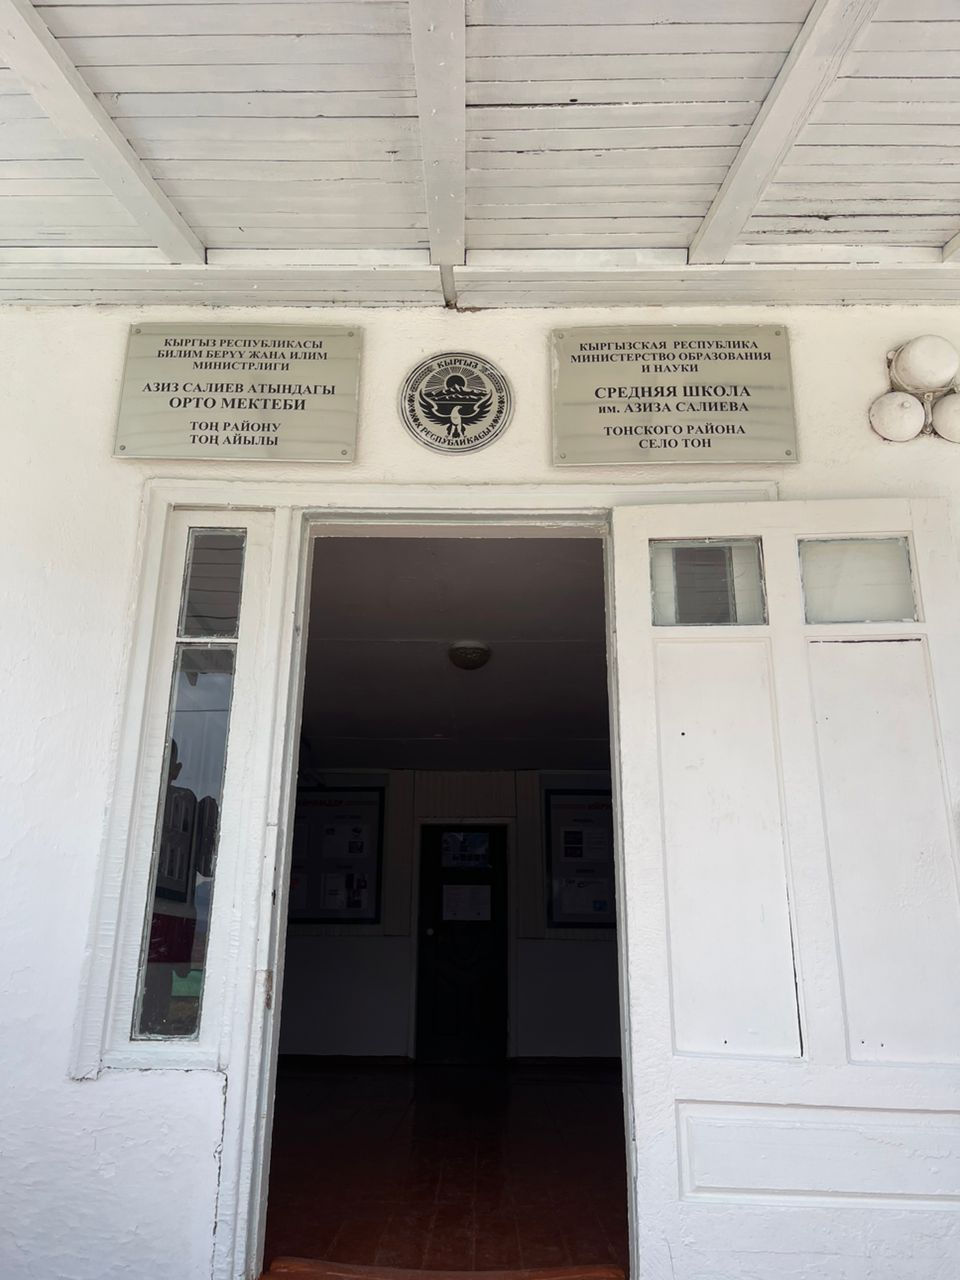 КЫРГЫЗ РЕСПУБЛИКАСЫ
БИЛИМ БЕРҮҮ ЖАНА ИЛИМ
МИНИСТРЛИГИ
АЗИЗ САЛИЕВ АТЫНДАГЫ
ОРТО МЕКТЕБИ
ТОҢ РАЙОНУ
ТОҢ АЙЫЛЫ
КЫРГЫЗ
РЕСПУБЛИКАСЫ
КЫРГЫЗСКАЯ РЕСПУБЛИКА
МИНИСТЕРСТВО ОБРАЗОВАНИЯ
И НАУКИ
СРЕДНЯЯ ШКОЛА
им. АЗИЗА САЛИЕВА
ТОНСКОГО РАЙОНА
СЕЛО ТОН